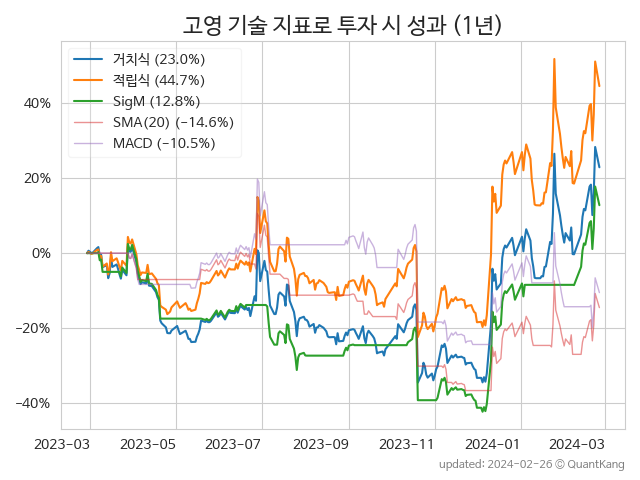 고영 기술 지표로 투자 시 성과 (1년)
거치식 (23.0%)
적립식 (44.7%)
SigM (12.8%)
SMA(20) (−14.6%)
MACD (−10.5%)
40%
20%
0%
−20%
−40%
2023−03 2023−05 2023−07 2023−09 2023−11 2024−01 2024−03
updated: 2024−02−26 © QuantKang